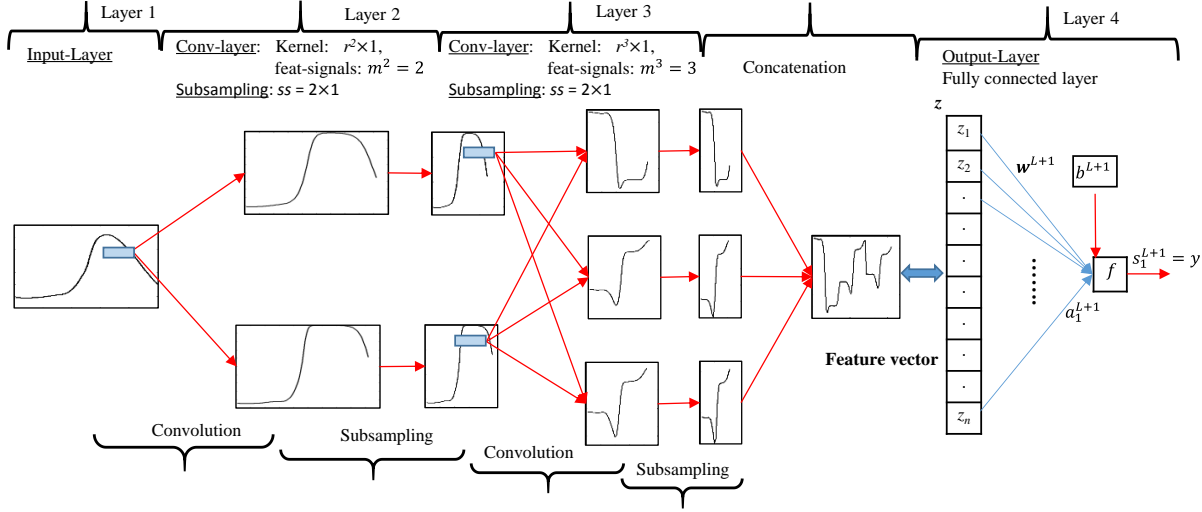 Layer 1
Layer 2
Layer 3
Layer 4
Input-Layer
Conv-layer: Kernel: r²×1,
feat-signals: m² = 2
Subsampling: ss = 2×1
Conv-layer: Kernel: r³×1,
feat-signals: m³ = 3
Subsampling: ss = 2×1
Concatenation
Output-Layer
Fully connected layer
z
z₁
z₂
.
.
.
.
.
.
.
zₙ
w^{L+1}
b^{L+1}
f
s₁^{L+1} = y
a₁^{L+1}
Feature vector
Convolution
Subsampling
Convolution
Subsampling